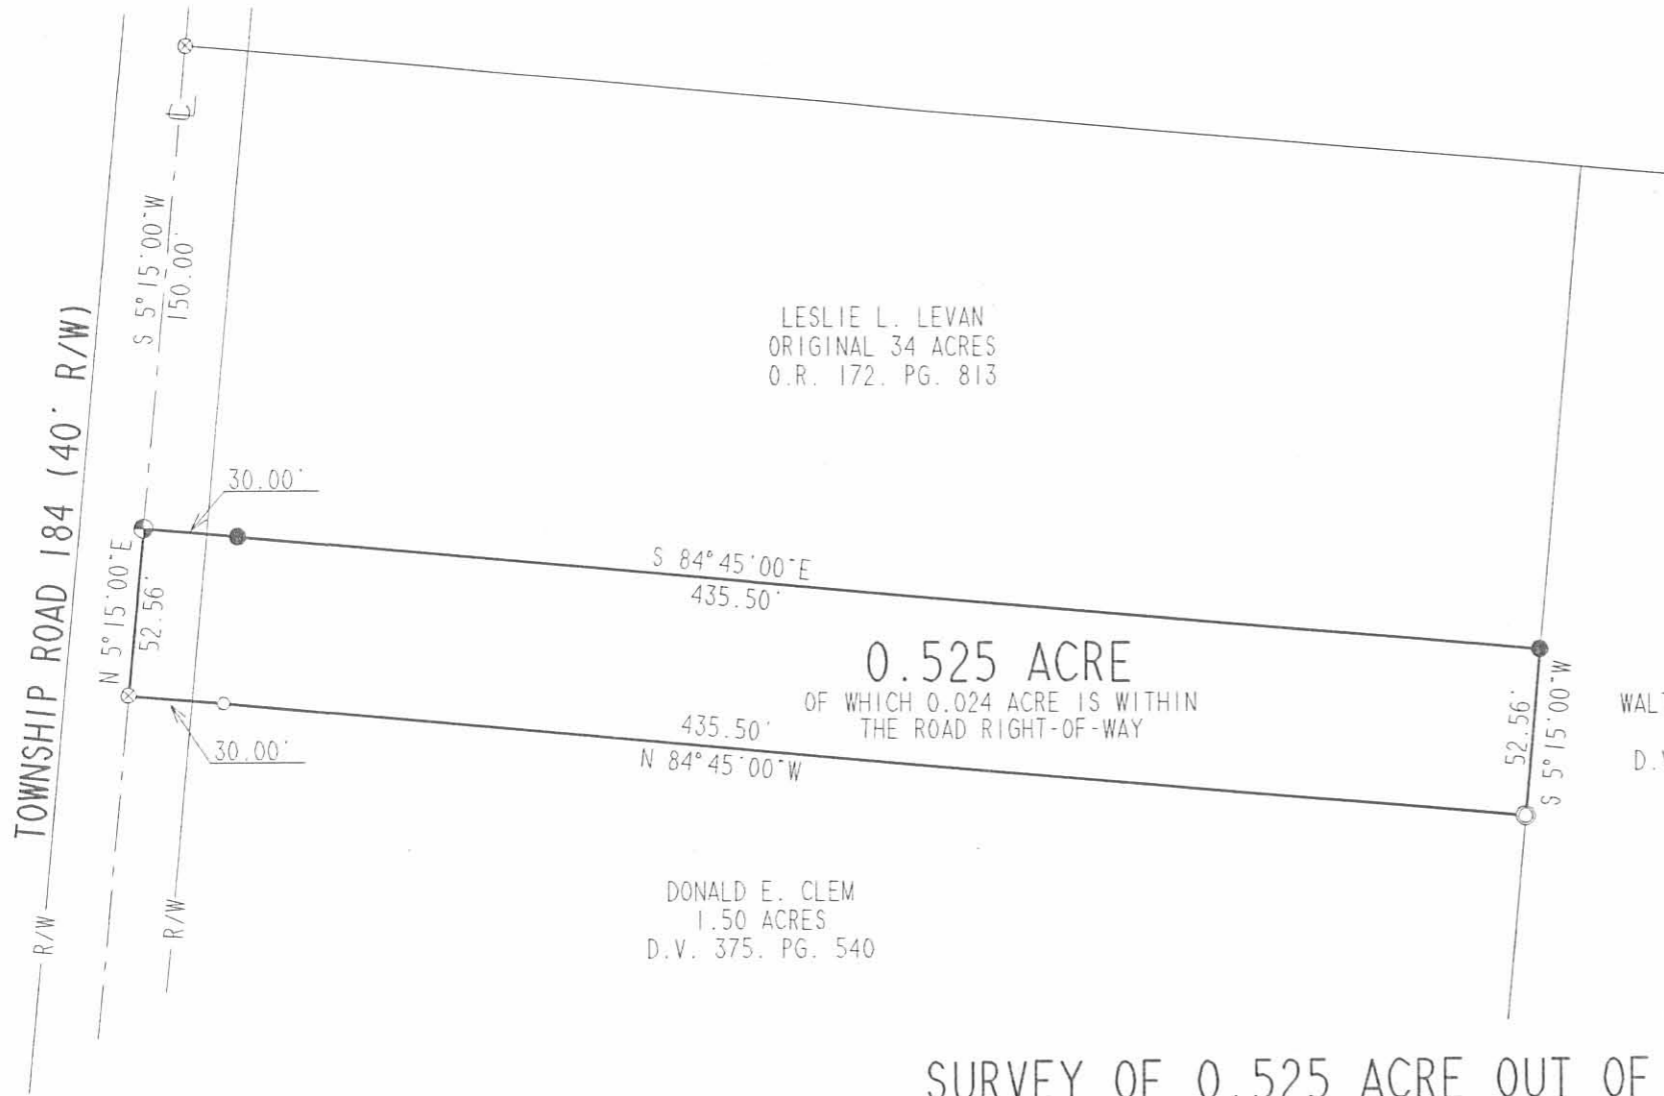 ℄
S 5°15'00"W
150.00'
TOWNSHIP ROAD 184 (40' R/W)
LESLIE L. LEVAN
ORIGINAL 34 ACRES
O.R. 172. PG. 813
30.00'
N 5°15'00"E
52.56'
S 84°45'00"E
435.50'
0.525 ACRE
OF WHICH 0.024 ACRE IS WITHIN
THE ROAD RIGHT-OF-WAY
435.50'
N 84°45'00"W
30.00'
52.56'
S 5°15'00"W
WAL
D.V
R/W
R/W
DONALD E. CLEM
1.50 ACRES
D.V. 375. PG. 540
SURVEY OF 0.525 ACRE OUT OF